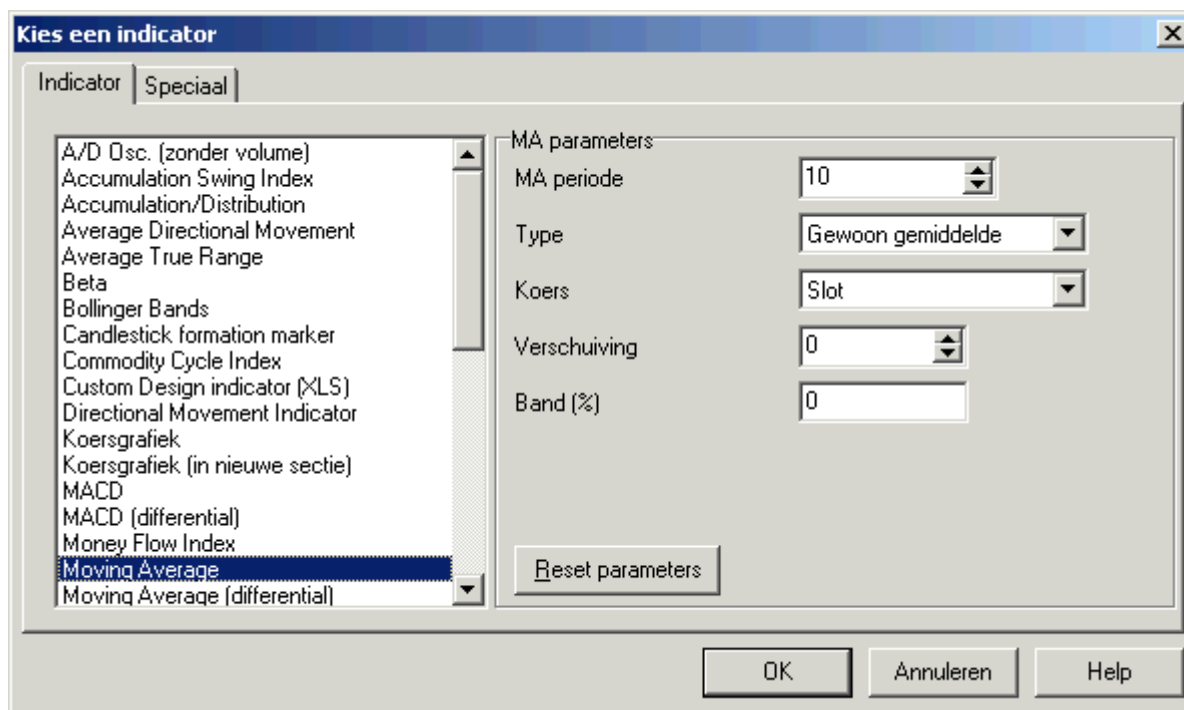 Kies een indicator
Indicator
Speciaal
A/D Osc. (zonder volume)
Accumulation Swing Index
Accumulation/Distribution
Average Directional Movement
Average True Range
Beta
Bollinger Bands
Candlestick formation marker
Commodity Cycle Index
Custom Design indicator (XLS)
Directional Movement Indicator
Koersgrafiek
Koersgrafiek (in nieuwe sectie)
MACD
MACD (differential)
Money Flow Index
Moving Average
Moving Average (differential)
MA parameters
MA periode 10
Type Gewoon gemiddelde
Koers Slot
Verschuiving 0
Band (%) 0
Reset parameters
OK Annuleren Help